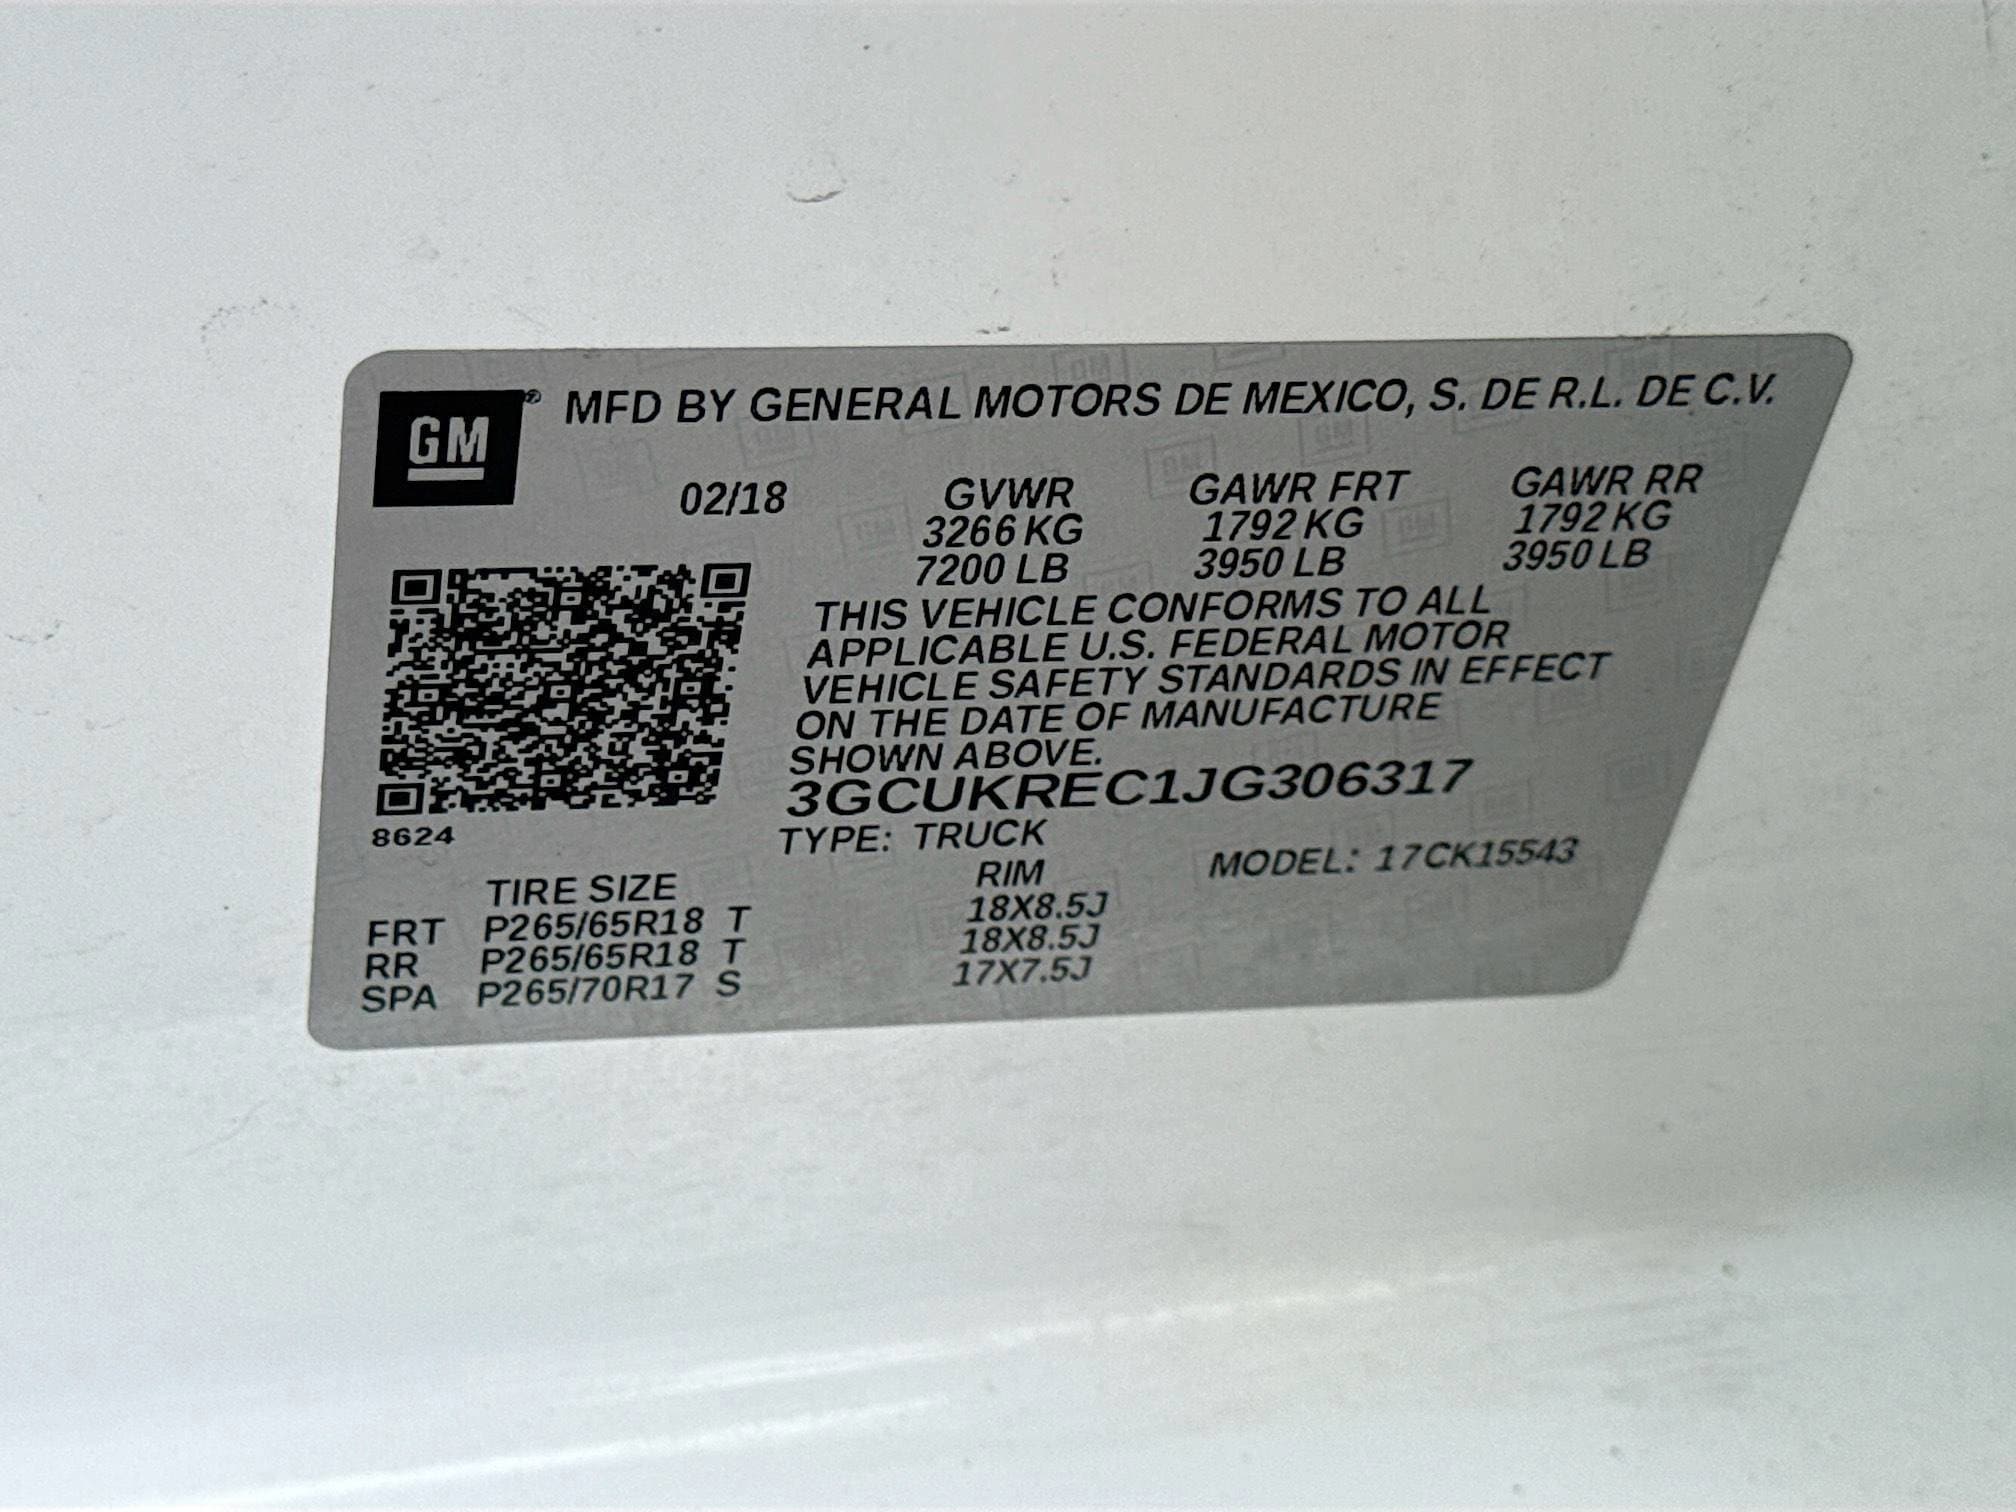 GM® MFD BY GENERAL MOTORS DE MEXICO, S. DE R.L. DE C.V.
02/18 GVWR GAWR FRT GAWR RR
3266 KG 1792 KG 1792 KG
7200 LB 3950 LB 3950 LB
THIS VEHICLE CONFORMS TO ALL
APPLICABLE U.S. FEDERAL MOTOR
VEHICLE SAFETY STANDARDS IN EFFECT
ON THE DATE OF MANUFACTURE
SHOWN ABOVE.
3GCUKREC1JG306317
8624 TYPE: TRUCK MODEL: 17CK15543
TIRE SIZE RIM
FRT P265/65R18 T 18X8.5J
RR P265/65R18 T 18X8.5J
SPA P265/70R17 S 17X7.5J